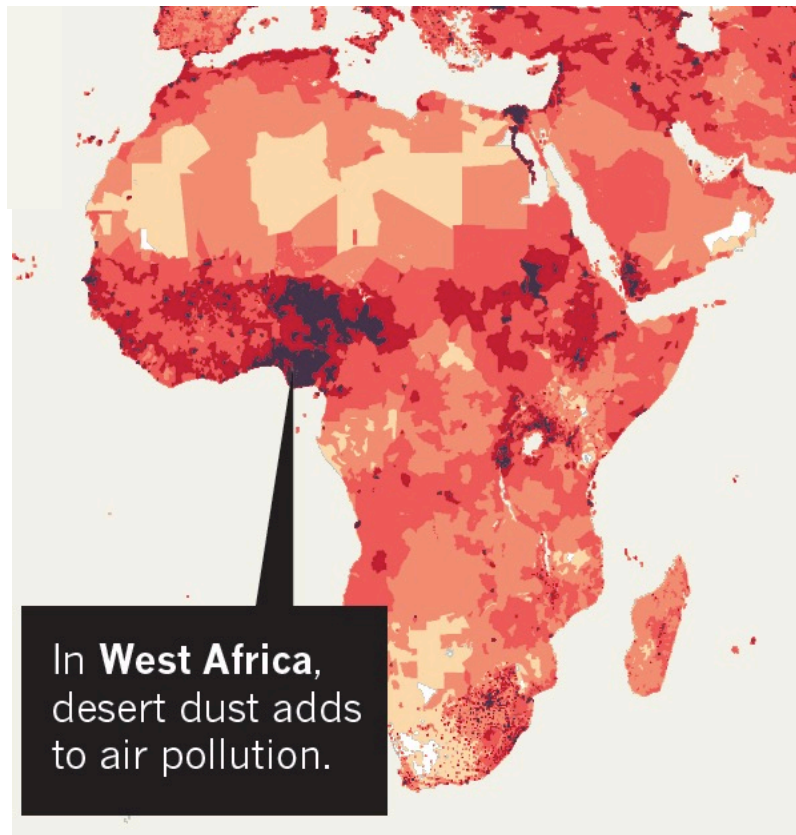 In West Africa,
desert dust adds
to air pollution.